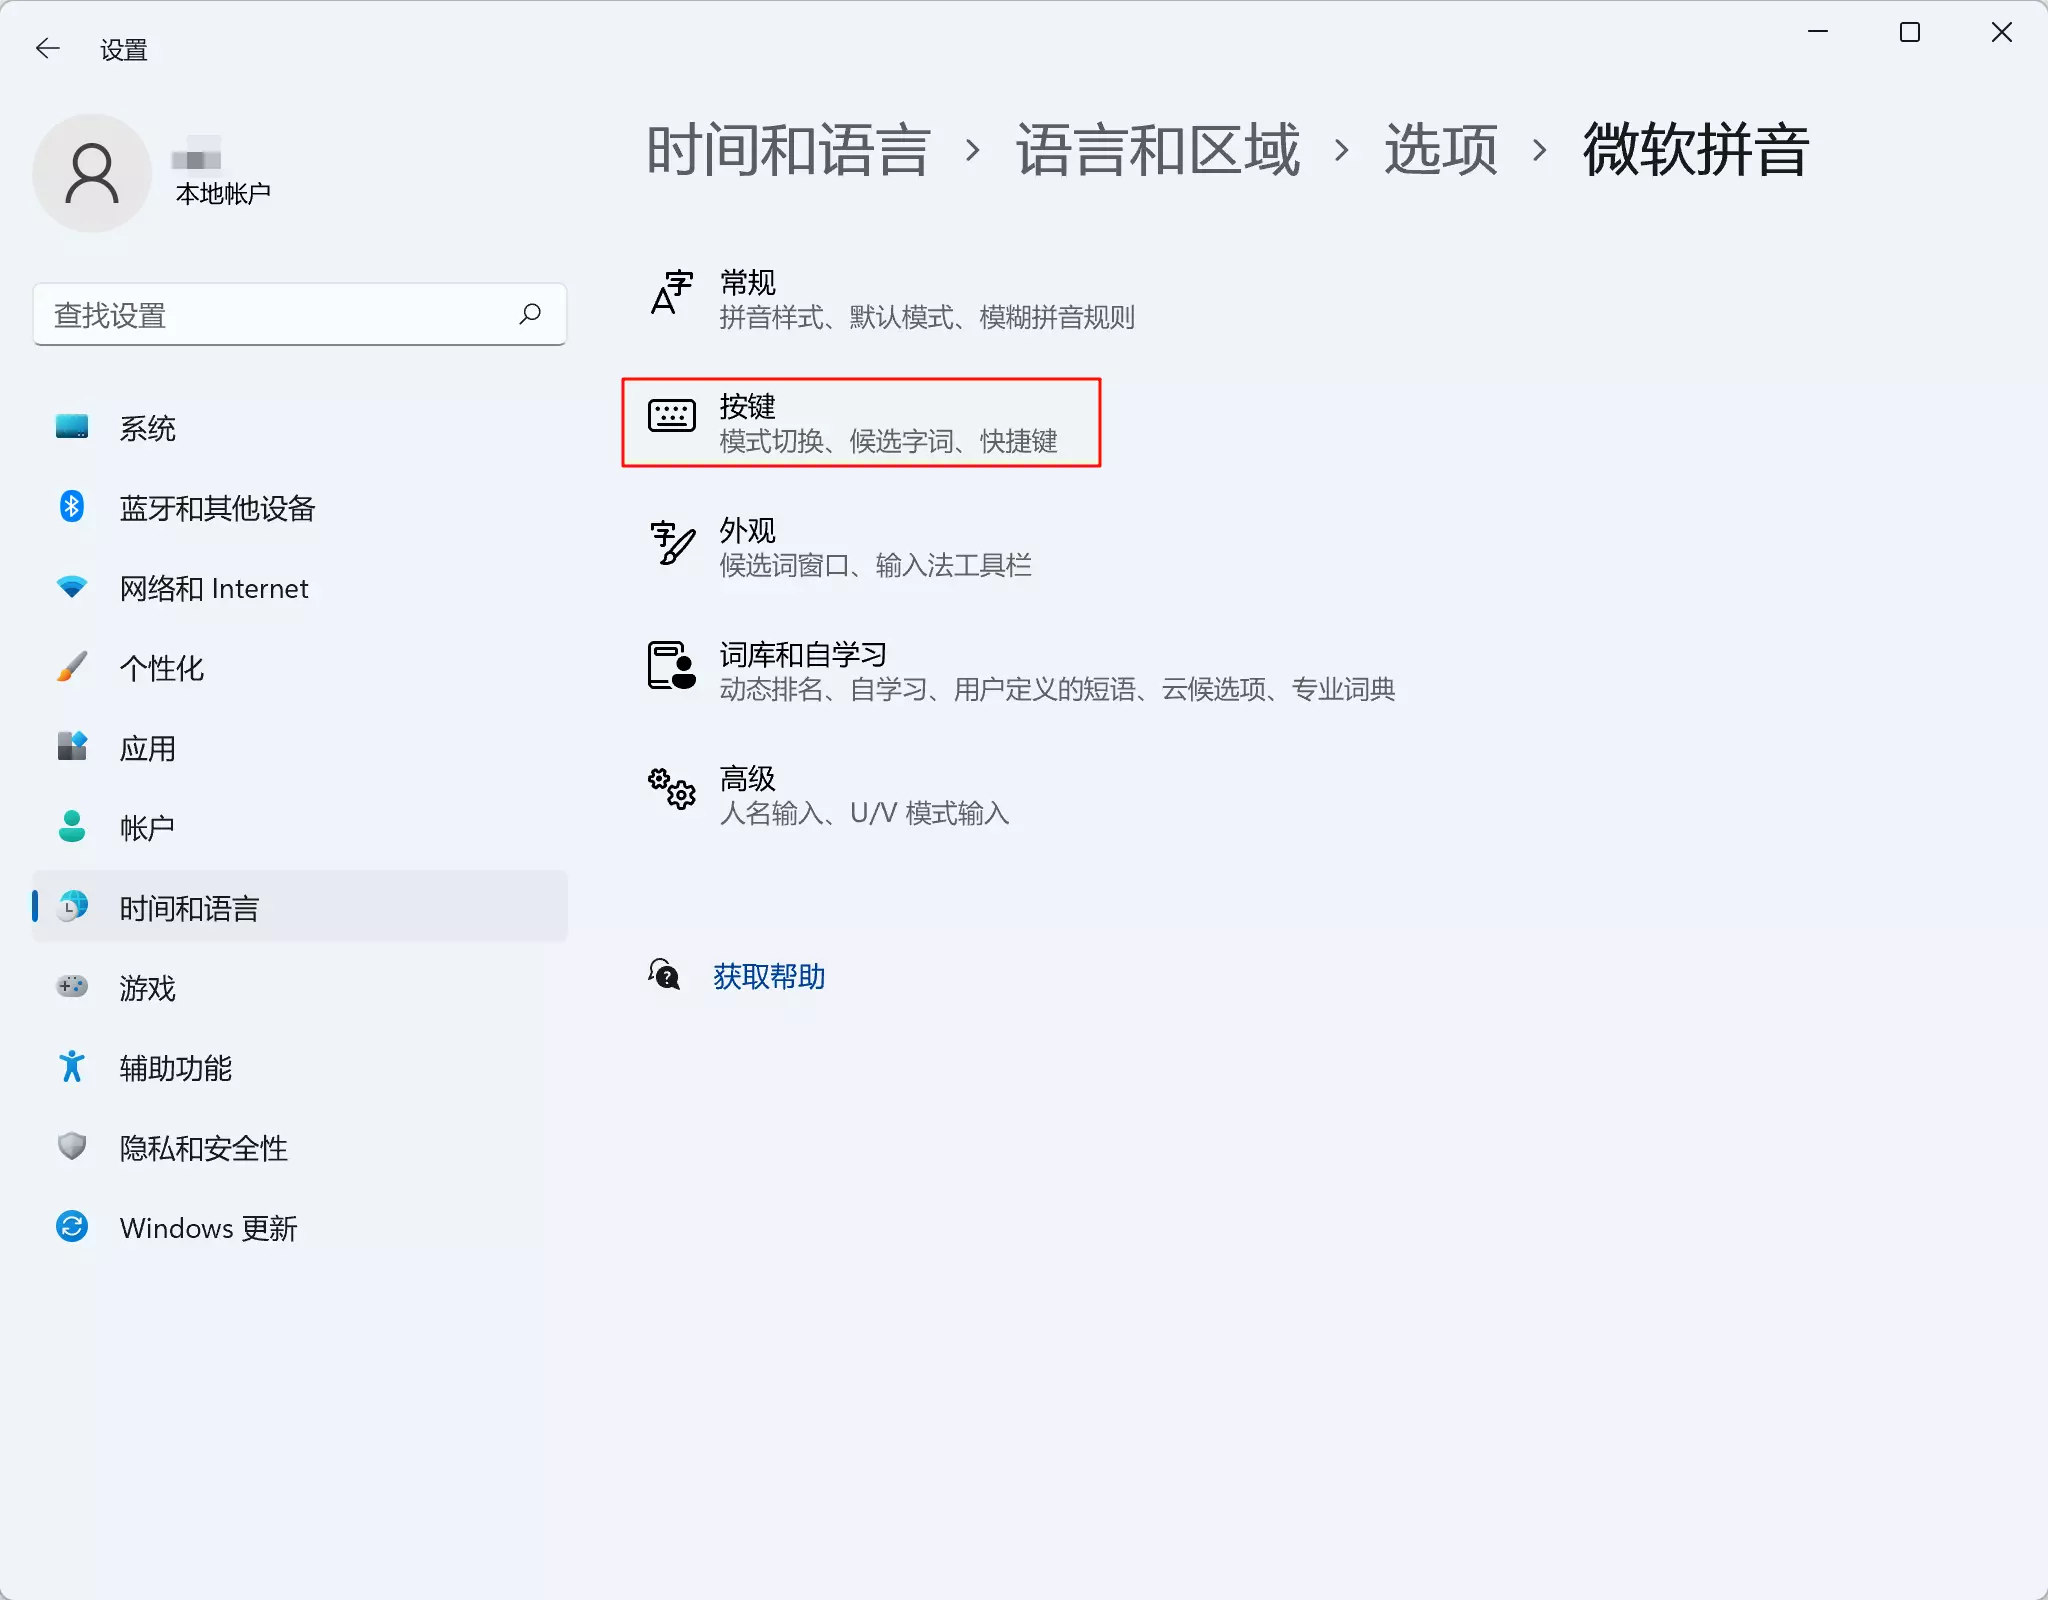 设置
本地帐户
查找设置
系统
蓝牙和其他设备
网络和 Internet
个性化
应用
帐户
时间和语言
游戏
辅助功能
隐私和安全性
Windows 更新
时间和语言 › 语言和区域 › 选项 › 微软拼音
常规
拼音样式、默认模式、模糊拼音规则
按键
模式切换、候选字词、快捷键
外观
候选词窗口、输入法工具栏
词库和自学习
动态排名、自学习、用户定义的短语、云候选项、专业词典
高级
人名输入、U/V 模式输入
获取帮助